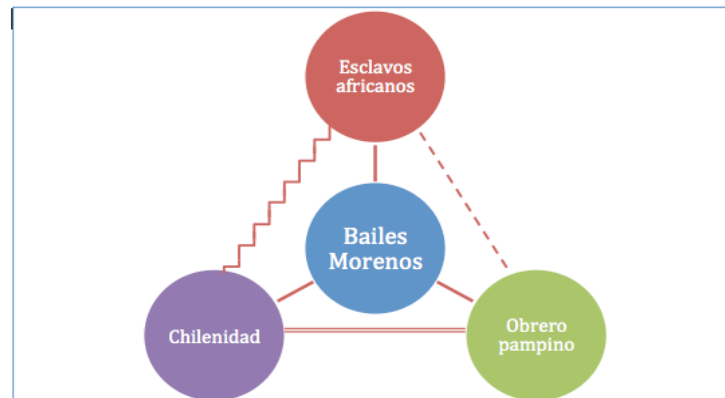 Esclavos
africanos
Bailes
Morenos
Chilenidad
Obrero
pampino